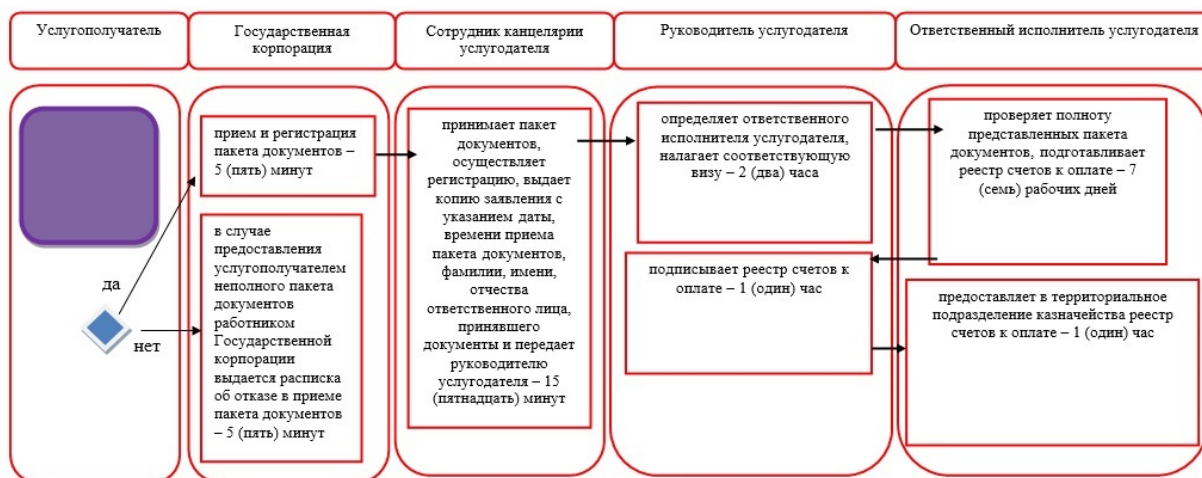 Услугополучатель
Государственная
корпорация
Сотрудник канцелярии
услугодателя
Руководитель услугодателя
Ответственный исполнитель услугодателя
да
нет
прием и регистрация
пакета документов –
5 (пять) минут
в случае
предоставления
услугополучателем
неполного пакета
документов
работником
Государственной
корпорации
выдается расписка
об отказе в приеме
пакета документов
– 5 (пять) минут
принимает пакет
документов,
осуществляет
регистрацию, выдает
копию заявления с
указанием даты,
времени приема
пакета документов,
фамилии, имени,
отчества
ответственного лица,
принявшего
документы и передает
руководителю
услугодателя – 15
(пятнадцать) минут
определяет ответственного
исполнителя услугодателя,
налагает соответствующую
визу – 2 (два) часа
подписывает реестр счетов к
оплате – 1 (один) час
проверяет полноту
представленных пакета
документов, подготавливает
реестр счетов к оплате – 7
(семь) рабочих дней
предоставляет в территориальное
подразделение казначейства реестр
счетов к оплате – 1 (один) час